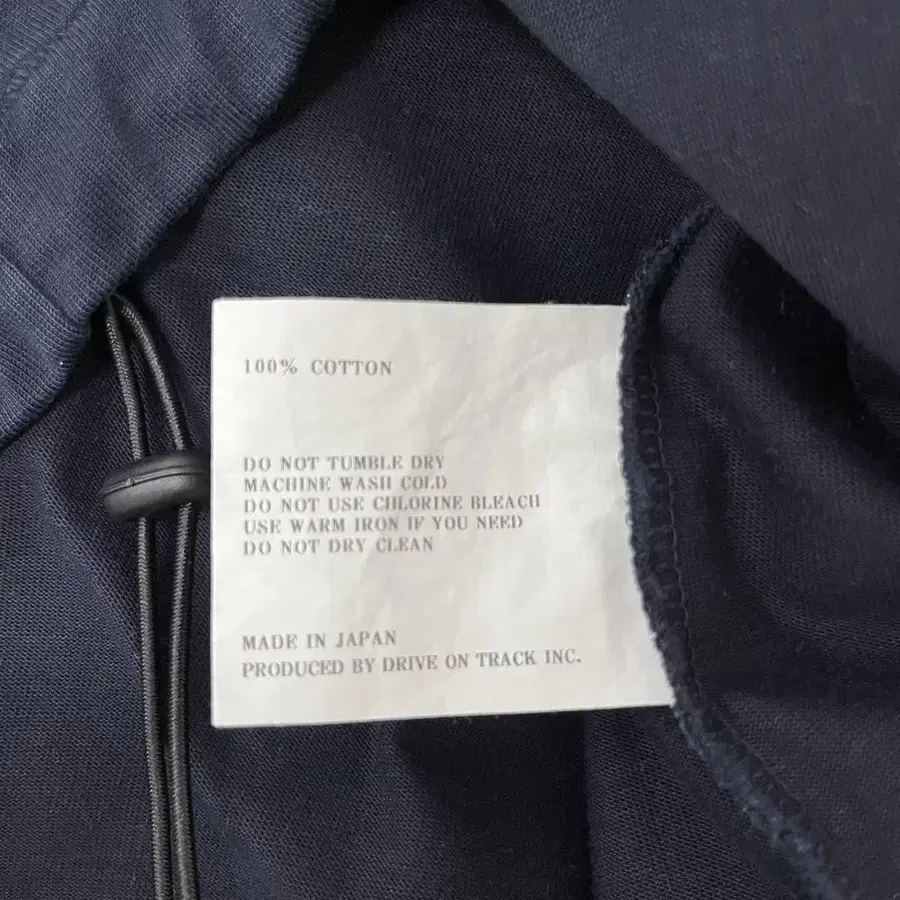 100% COTTON
DO NOT TUMBLE DRY
MACHINE WASH COLD
DO NOT USE CHLORINE BLEACH
USE WARM IRON IF YOU NEED
DO NOT DRY CLEAN
MADE IN JAPAN
PRODUCED BY DRIVE ON TRACK INC.